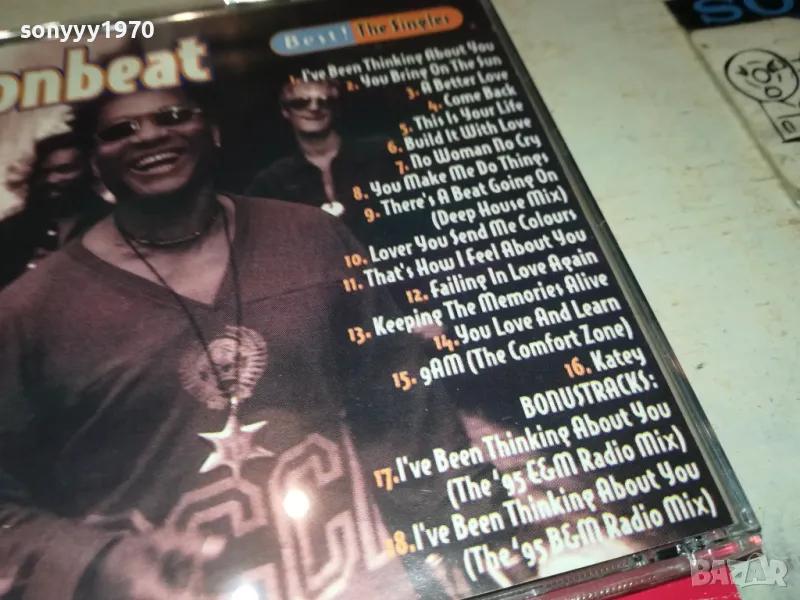 sonyyy1970
onbeat
Best! The Singles
1. I've Been Thinking About You
2. You Bring On The Sun
3. A Better Love
4. Come Back
5. This Is Your Life
6. Build It With Love
7. No Woman No Cry
8. You Make Me Do Things
9. There's A Beat Going On
(Deep House Mix)
10. Lover You Send Me Colours
11. That's How I Feel About You
12. Failing In Love Again
13. Keeping The Memories Alive
14. You Love And Learn
15. 9AM (The Comfort Zone)
16. Katey
BONUSTRACKS:
17. I've Been Thinking About You
(The '95 E&M Radio Mix)
18. I've Been Thinking About You
(The '95 B&M Radio Mix)
BAZAR